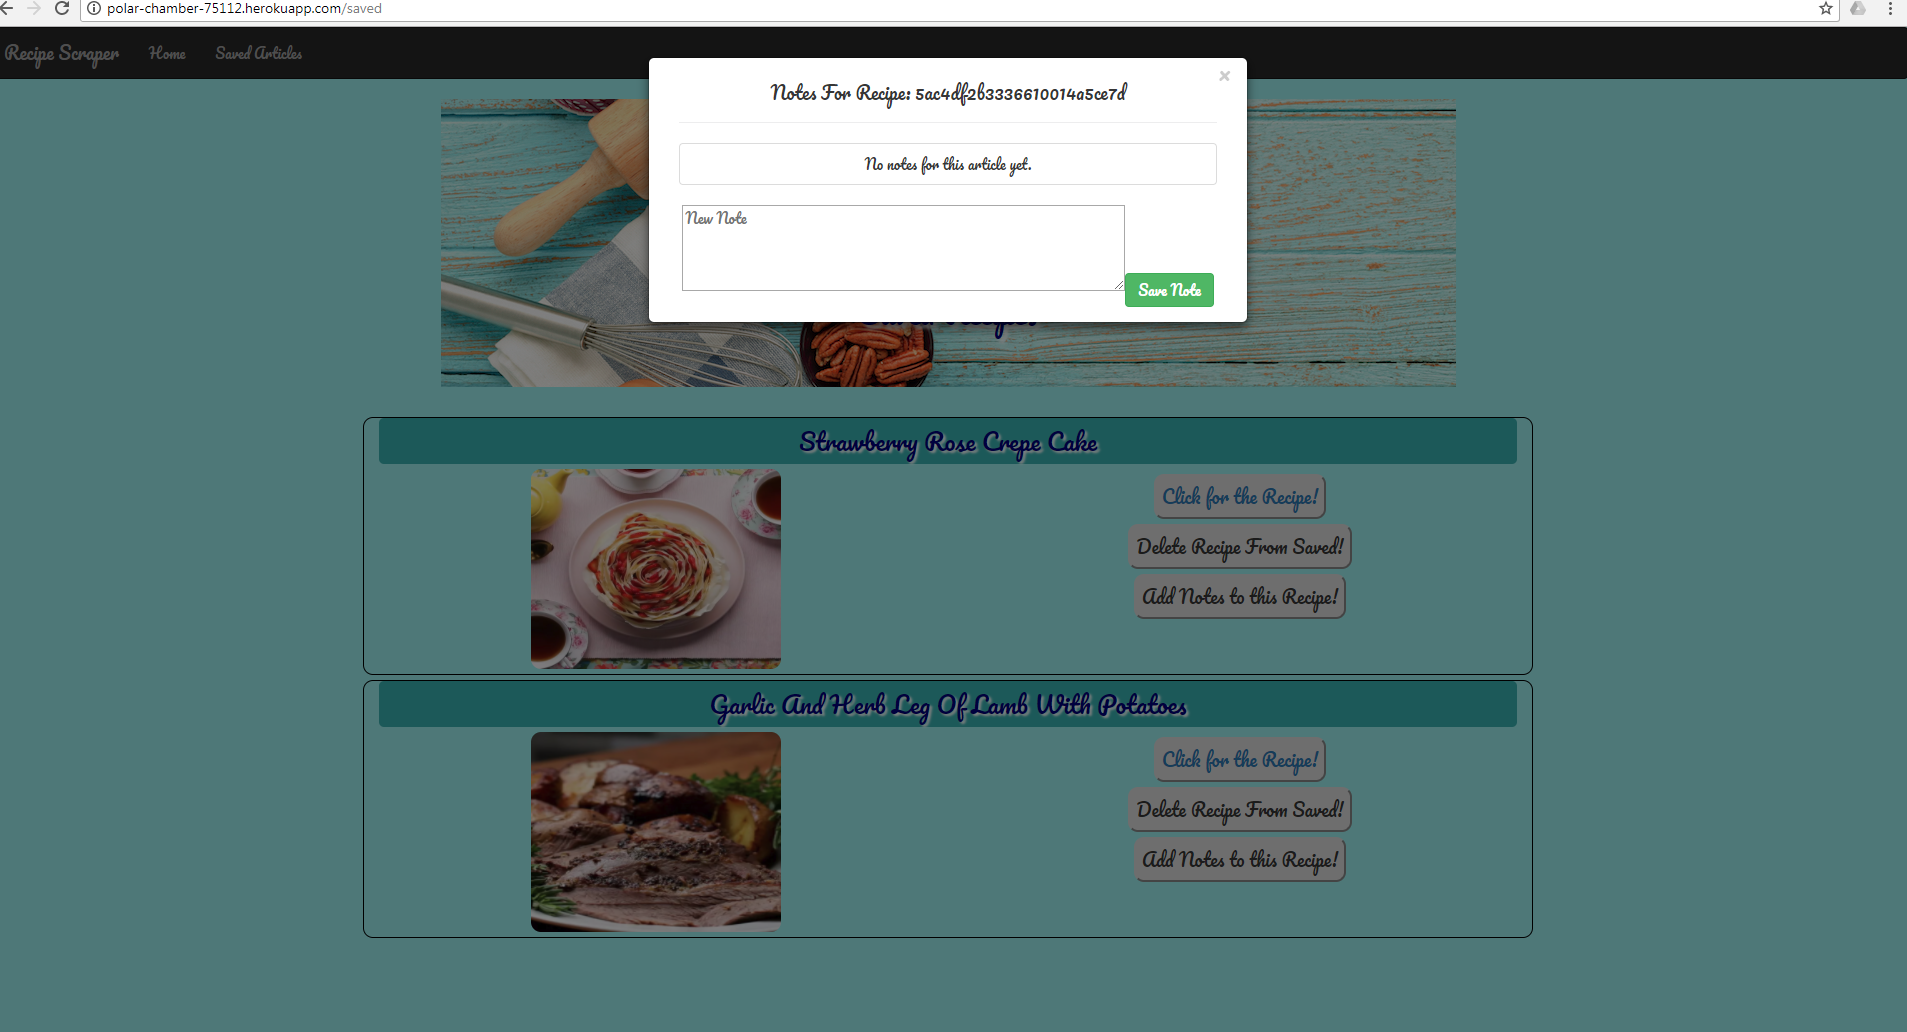 polar-chamber-75112.herokuapp.com/saved
Recipe Scraper Home Saved Articles
×
Notes For Recipe: 5ac4df2b3336610014a5ce7d
No notes for this article yet.
New Note
Save Note
Strawberry Rose Crepe Cake
Click for the Recipe!
Delete Recipe From Saved!
Add Notes to this Recipe!
Garlic And Herb Leg Of Lamb With Potatoes
Click for the Recipe!
Delete Recipe From Saved!
Add Notes to this Recipe!